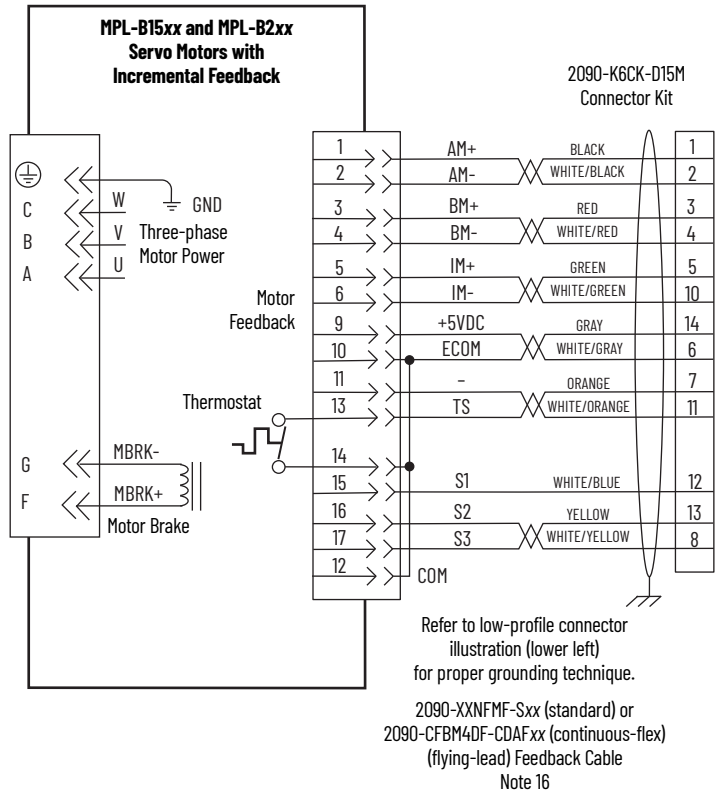 MPL-B15xx and MPL-B2xx
Servo Motors with
Incremental Feedback
2090-K6CK-D15M
Connector Kit
1 AM+ BLACK 1
2 AM- WHITE/BLACK 2
C W GND
3 BM+ RED 3
B V Three-phase
Motor Power
4 BM- WHITE/RED 4
A U
5 IM+ GREEN 5
Motor
Feedback
6 IM- WHITE/GREEN 10
9 +5VDC GRAY 14
10 ECOM WHITE/GRAY 6
11 – ORANGE 7
Thermostat
13 TS WHITE/ORANGE 11
14
G MBRK-
15 S1 WHITE/BLUE 12
F MBRK+
Motor Brake
16 S2 YELLOW 13
17 S3 WHITE/YELLOW 8
12 COM
Refer to low-profile connector
illustration (lower left)
for proper grounding technique.
2090-XXNFMF-Sxx (standard) or
2090-CFBM4DF-CDAFxx (continuous-flex)
(flying-lead) Feedback Cable
Note 16